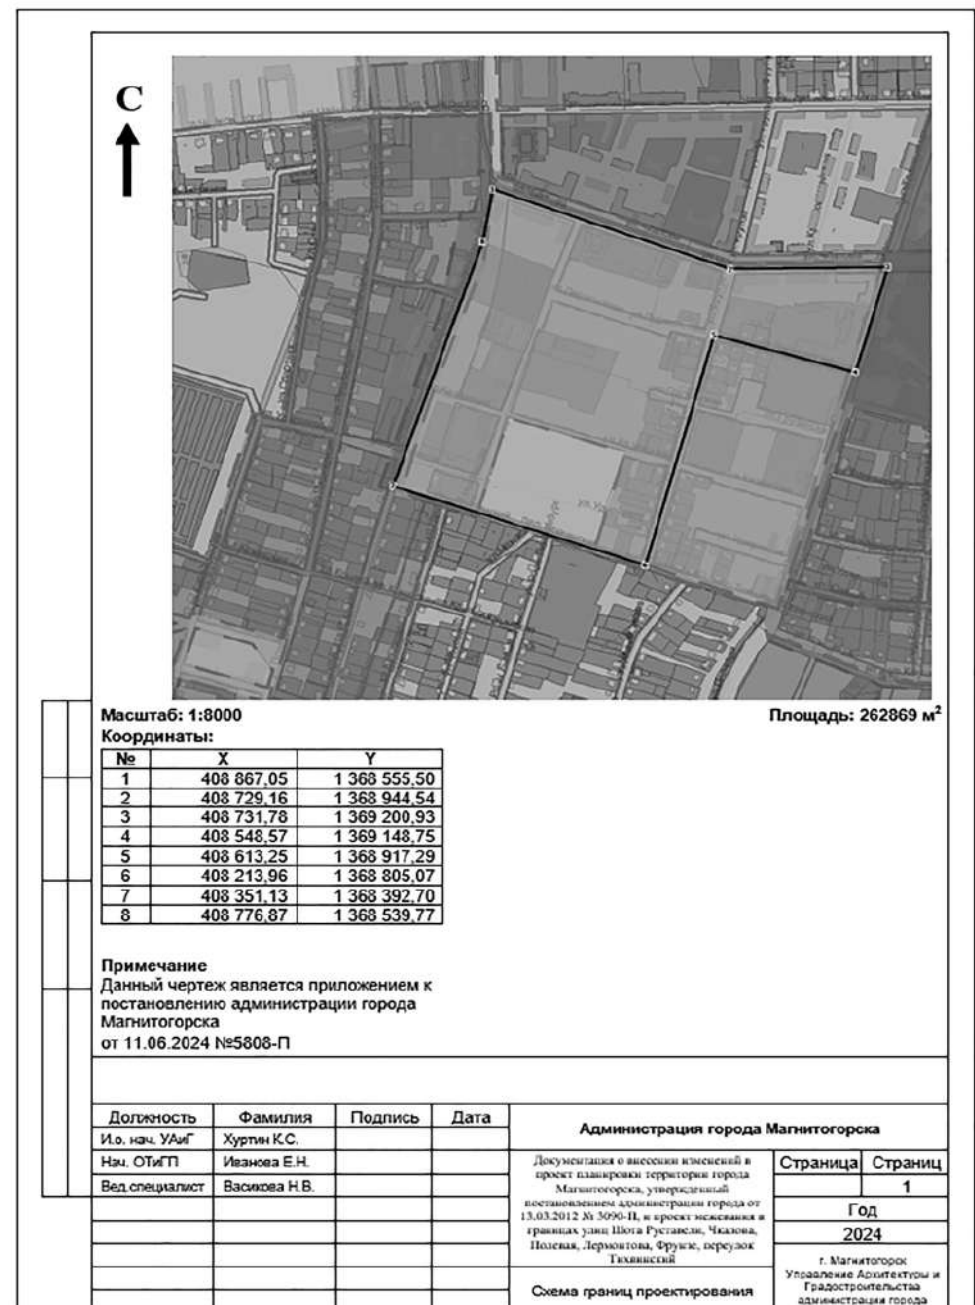 С
Масштаб: 1:8000
Площадь: 262869 м²
Координаты:
№ X Y
1 408 867,05 1 368 555,50
2 408 729,16 1 368 944,54
3 408 731,78 1 369 200,93
4 408 548,57 1 369 148,75
5 408 613,25 1 368 917,29
6 408 213,96 1 368 805,07
7 408 351,13 1 368 392,70
8 408 776,87 1 368 539,77
Примечание
Данный чертеж является приложением к
постановлению администрации города
Магнитогорска
от 11.06.2024 №5808-П
Должность Фамилия Подпись Дата
Администрация города Магнитогорска
И.о. нач. УАиГ Хуртин К.С.
Нач. ОТиГП Иванова Е.Н.
Вед.специалист Васикова Н.В.
Документация о внесении изменений в
проект планировки территории города
Магнитогорска, утвержденный
постановлением администрации города от
13.03.2012 № 3090-П, и проект межевания в
границах улиц Шота Руставели, Чкалова,
Полевая, Лермонтова, Фрунзе, переулок
Тихвинский
Страница Страниц
1
Год
2024
Схема границ проектирования
г. Магнитогорск
Управление Архитектуры и
Градостроительства
администрации города